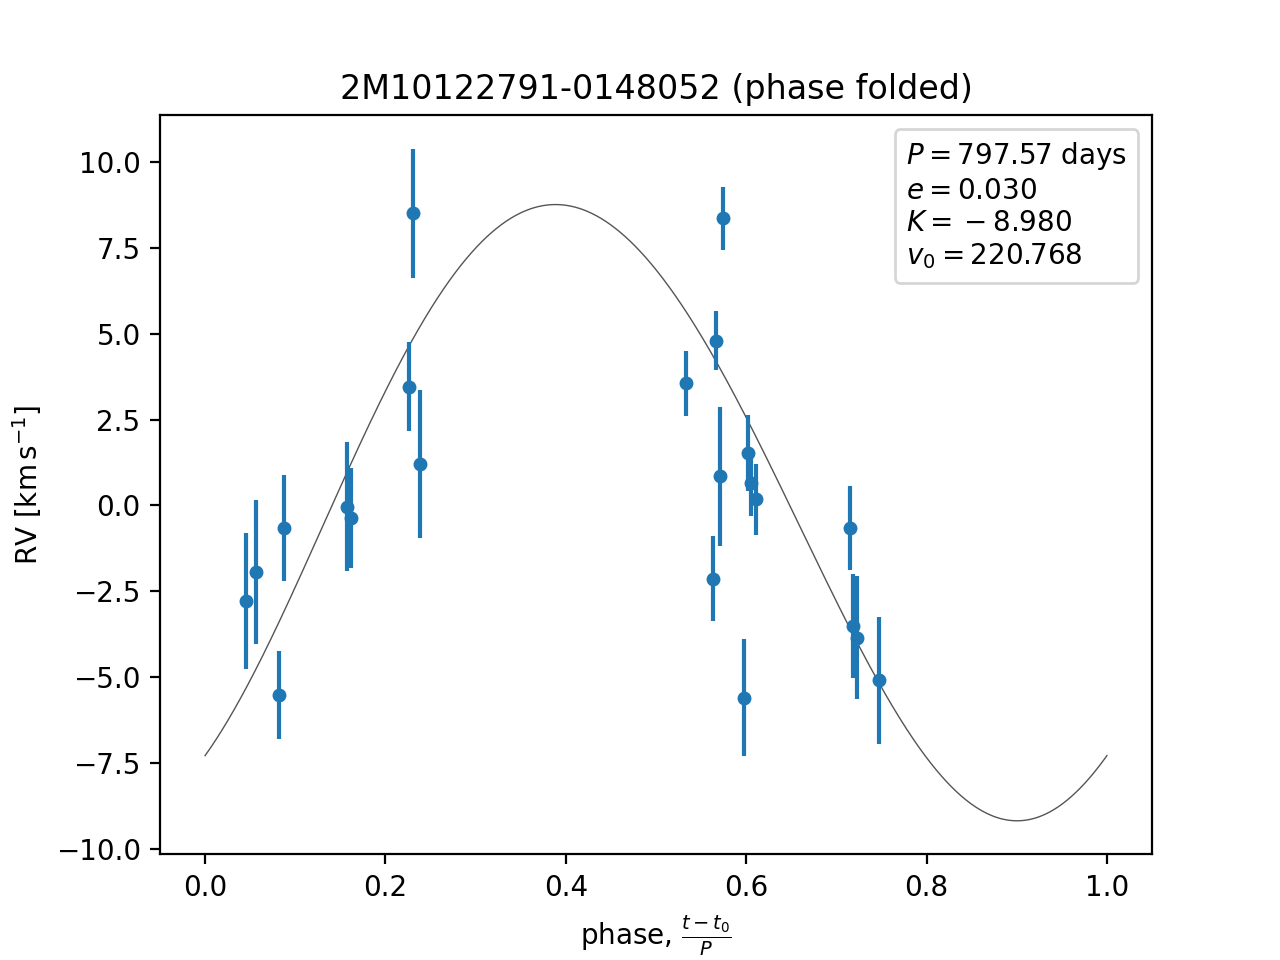 2M10122791-0148052 (phase folded)
P = 797.57 days
e = 0.030
K = −8.980
v₀ = 220.768
10.0
7.5
5.0
2.5
0.0
−2.5
−5.0
−7.5
−10.0
RV [km s⁻¹]
0.0 0.2 0.4 0.6 0.8 1.0
phase, (t − t₀)/P